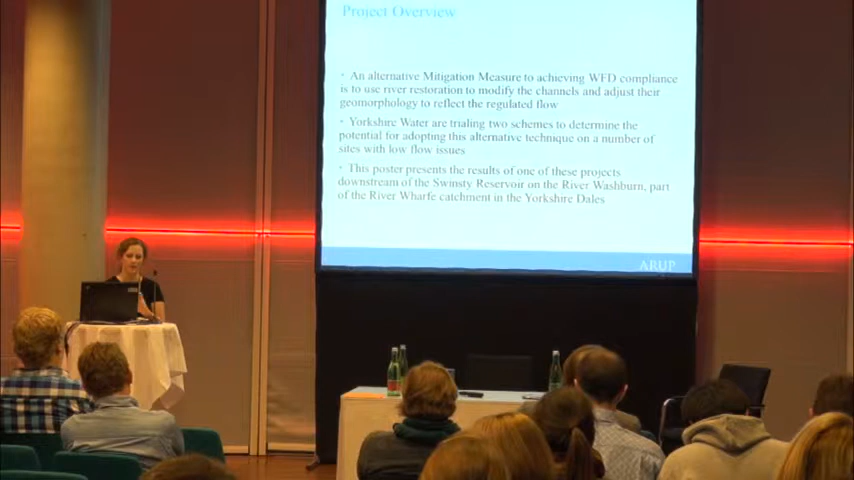 Project Overview
• An alternative Mitigation Measure to achieving WFD compliance
is to use river restoration to modify the channels and adjust their
geomorphology to reflect the regulated flow
• Yorkshire Water are trialing two schemes to determine the
potential for adopting this alternative technique on a number of
sites with low flow issues
• This poster presents the results of one of these projects
downstream of the Swinsty Reservoir on the River Washburn, part
of the River Wharfe catchment in the Yorkshire Dales
ARUP